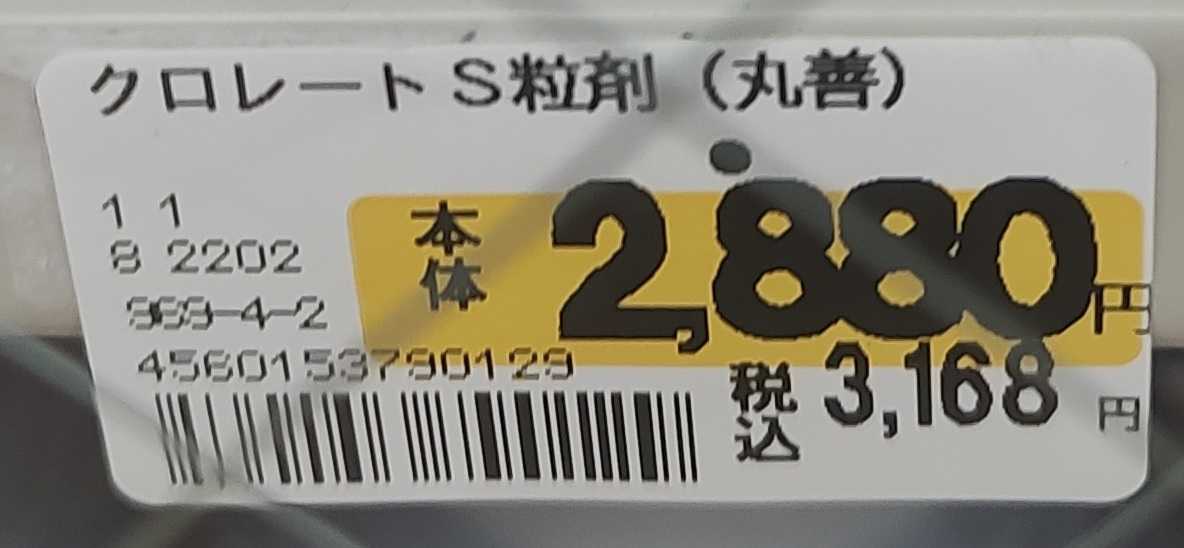 クロレートS粒剤（丸善）
1 1
8 2202
969-4-2
4560153790129
本体 2,880円
税込 3,168円